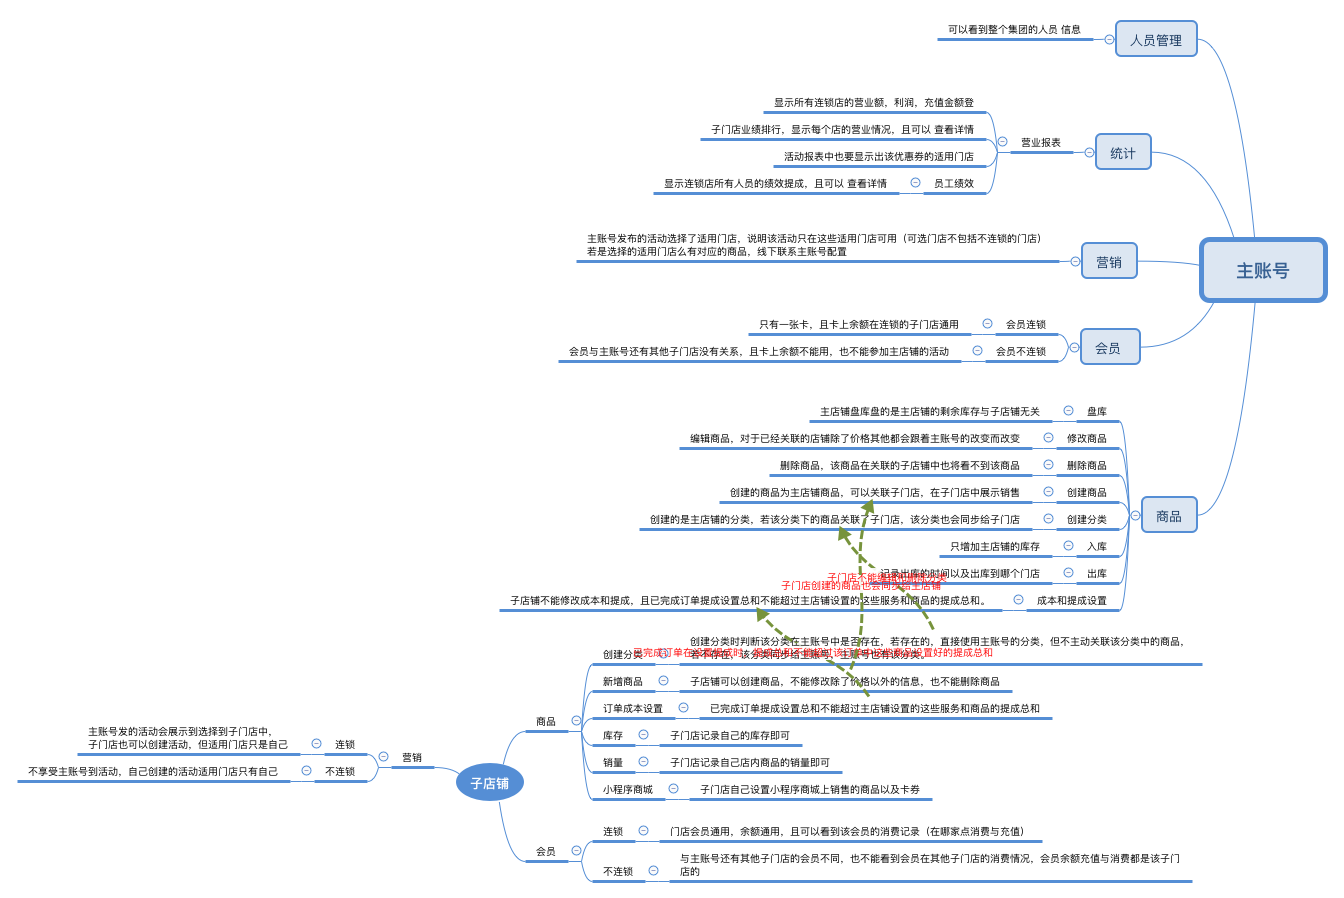 主账号
人员管理
可以看到整个集团的人员 信息
统计
营业报表
显示所有连锁店的营业额，利润，充值金额登
子门店业绩排行，显示每个店的营业情况，且可以 查看详情
活动报表中也要显示出该优惠券的适用门店
员工绩效
显示连锁店所有人员的绩效提成，且可以 查看详情
营销
主账号发布的活动选择了适用门店，说明该活动只在这些适用门店可用（可选门店不包括不连锁的门店）
若是选择的适用门店么有对应的商品，线下联系主账号配置
会员
会员连锁
只有一张卡，且卡上余额在连锁的子门店通用
会员不连锁
会员与主账号还有其他子门店没有关系，且卡上余额不能用，也不能参加主店铺的活动
商品
盘库
主店铺盘库盘的是主店铺的剩余库存与子店铺无关
修改商品
编辑商品，对于已经关联的店铺除了价格其他都会跟着主账号的改变而改变
删除商品
删除商品，该商品在关联的子店铺中也将看不到该商品
创建商品
创建的商品为主店铺商品，可以关联子门店，在子门店中展示销售
创建分类
创建的是主店铺的分类，若该分类下的商品关联了子门店，该分类也会同步给子门店
入库
只增加主店铺的库存
出库
记录出库的时间以及出库到哪个门店
成本和提成设置
子店铺不能修改成本和提成，且已完成订单提成设置总和不能超过主店铺设置的这些服务和商品的提成总和。
子门店不能编辑和删除分类
子门店创建的商品也会同步给主店铺
子店铺
商品
创建分类
创建分类时判断该分类在主账号中是否存在，若存在的，直接使用主账号的分类，但不主动关联该分类中的商品，
若不存在，该分类同步给主账号，主账号也有该分类。
新增商品
子店铺可以创建商品，不能修改除了价格以外的信息，也不能删除商品
订单成本设置
已完成订单提成设置总和不能超过主店铺设置的这些服务和商品的提成总和
库存
子门店记录自己的库存即可
销量
子门店记录自己店内商品的销量即可
小程序商城
子门店自己设置小程序商城上销售的商品以及卡券
会员
连锁
门店会员通用，余额通用，且可以看到该会员的消费记录（在哪家点消费与充值）
不连锁
与主账号还有其他子门店的会员不同，也不能看到会员在其他子门店的消费情况，会员余额充值与消费都是该子门
店的
营销
连锁
主账号发的活动会展示到选择到子门店中，
子门店也可以创建活动，但适用门店只是自己
不连锁
不享受主账号到活动，自己创建的活动适用门店只有自己